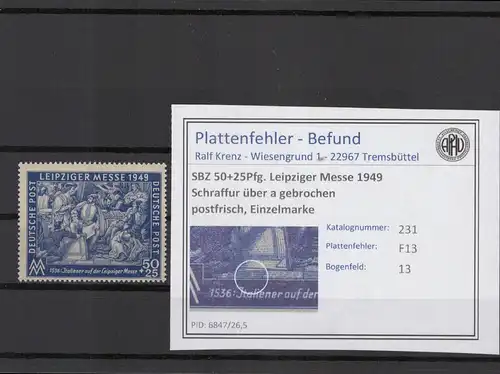 LEIPZIGER MESSE 1949
DEUTSCHE POST
DEUTSCHE POST
50
+25
1536: Italiener auf der Leipziger Messe
Plattenfehler - Befund
Ralf Krenz - Wiesengrund 1 - 22967 Tremsbüttel
SBZ 50+25Pfg. Leipziger Messe 1949
Schraffur über a gebrochen
postfrisch, Einzelmarke
Katalognummer: 231
Plattenfehler: F13
Bogenfeld: 13
1536: Italiener auf der
PID: 6847/26,5